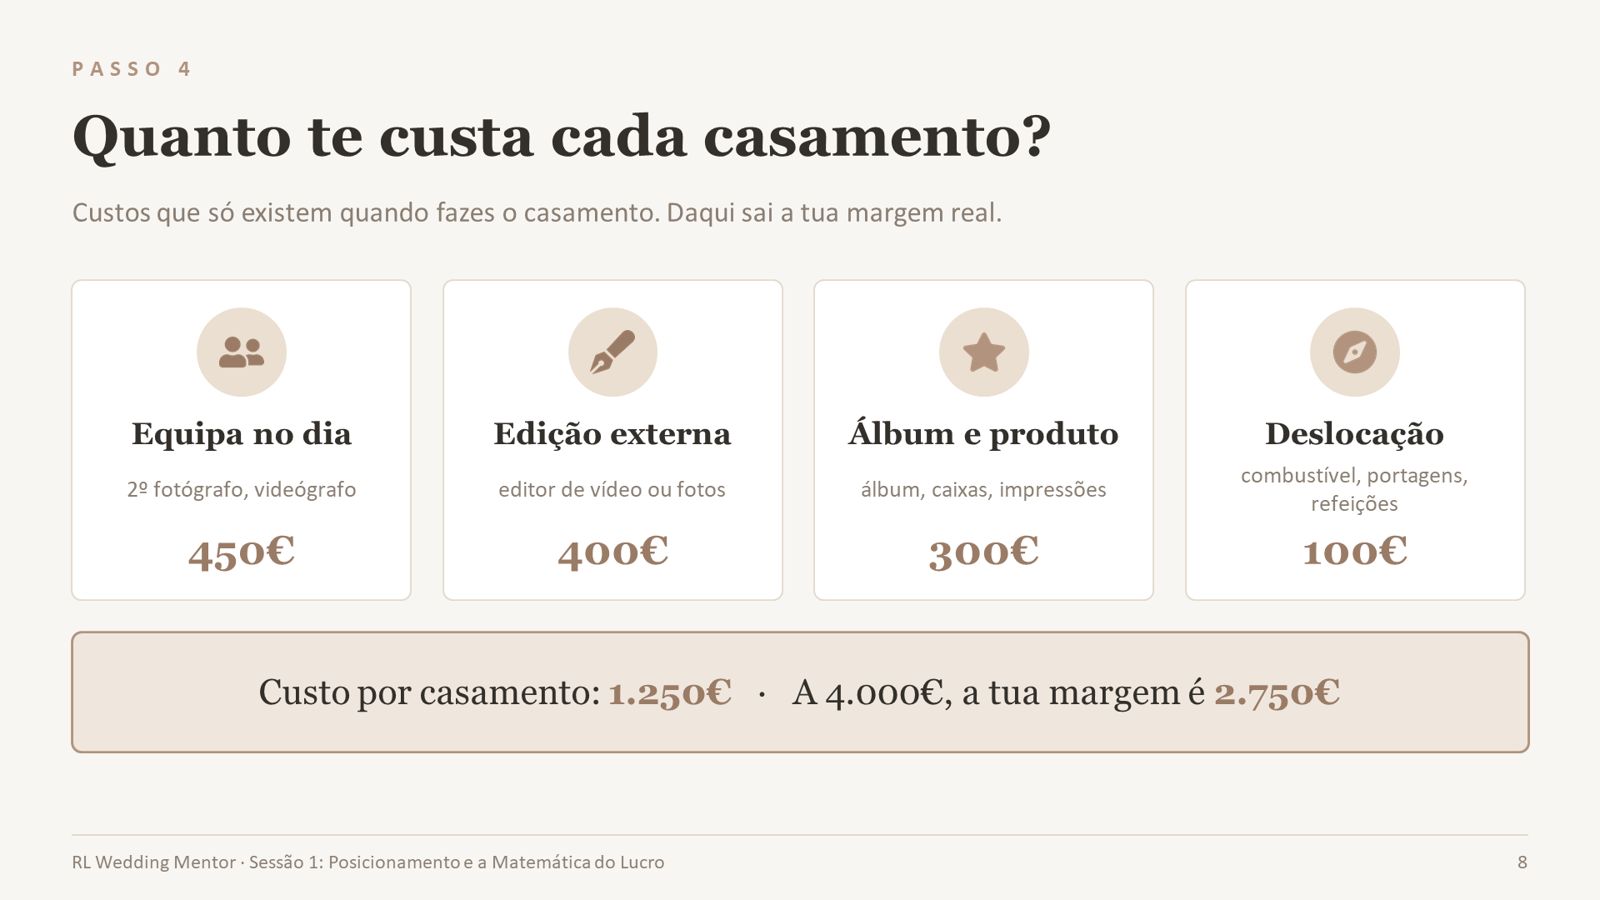 PASSO 4
Quanto te custa cada casamento?
Custos que só existem quando fazes o casamento. Daqui sai a tua margem real.
Equipa no dia
2º fotógrafo, videógrafo
450€
Edição externa
editor de vídeo ou fotos
400€
Álbum e produto
álbum, caixas, impressões
300€
Deslocação
combustível, portagens,
refeições
100€
Custo por casamento: 1.250€ · A 4.000€, a tua margem é 2.750€
RL Wedding Mentor · Sessão 1: Posicionamento e a Matemática do Lucro
8